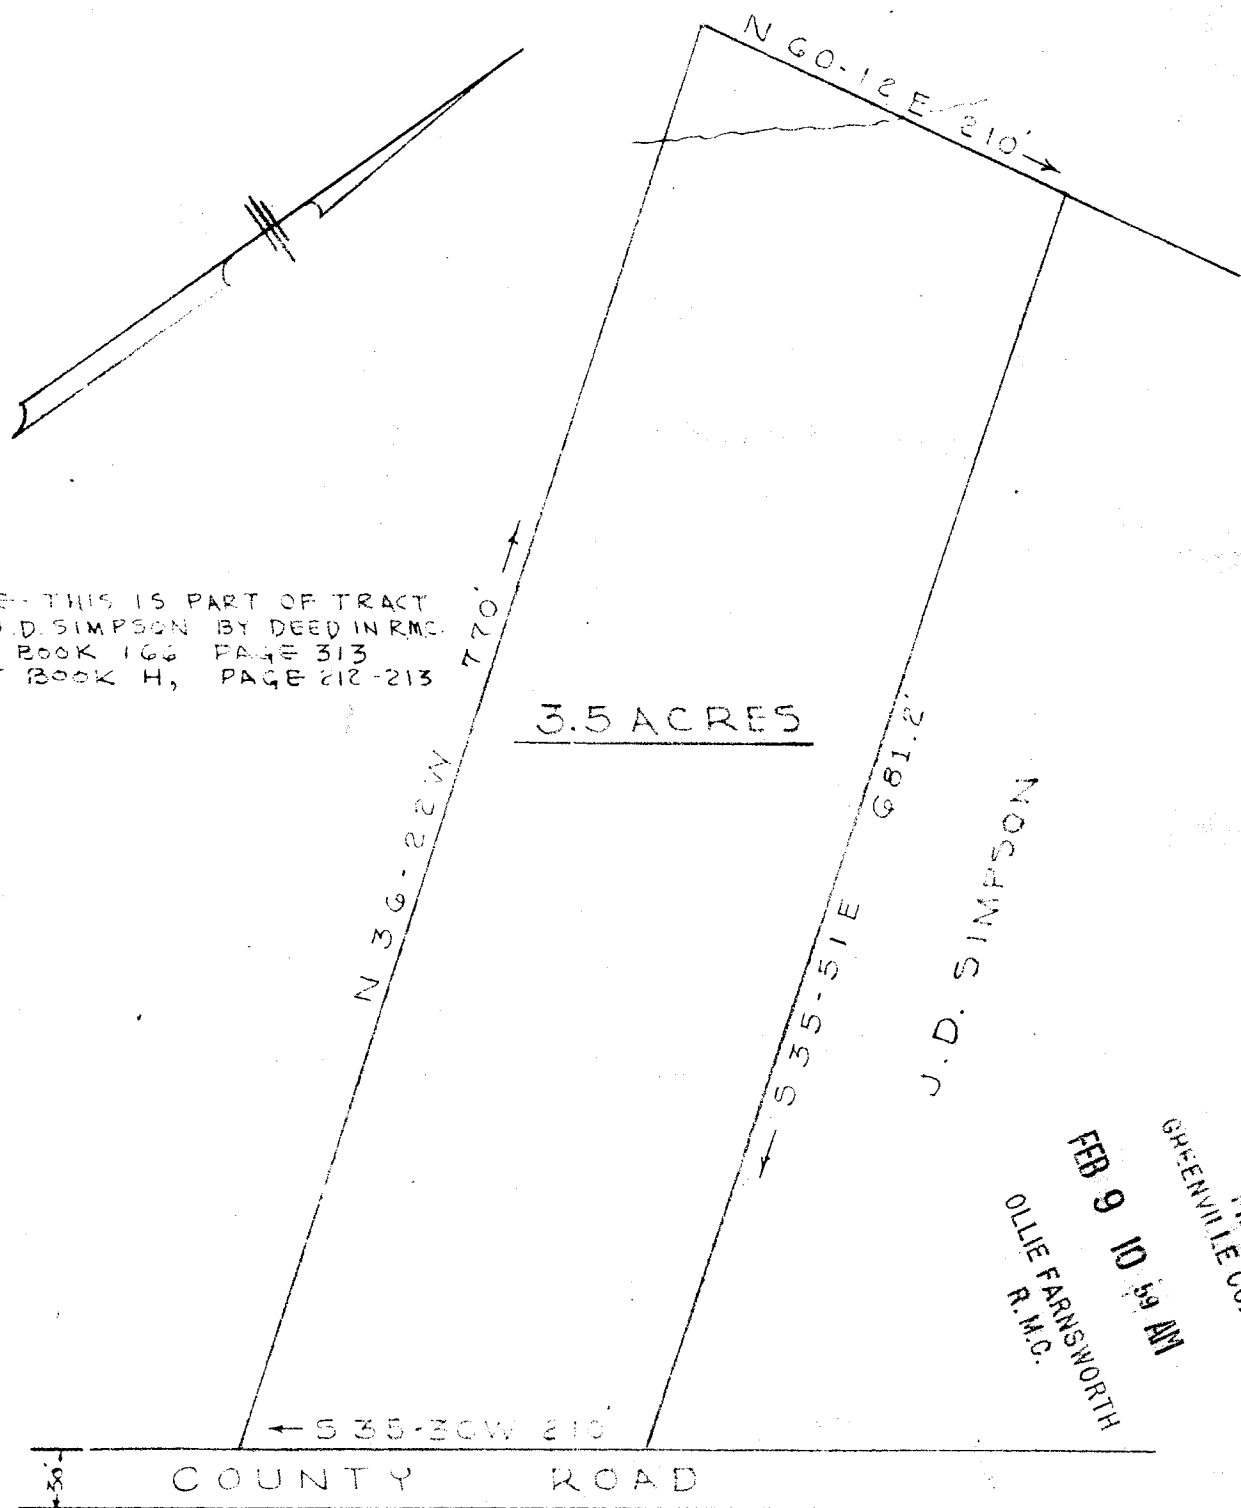 N 60-12 E 210'
THIS IS PART OF TRACT
J.D. SIMPSON BY DEED IN RMC.
BOOK 166 PAGE 313
BOOK H, PAGE 212-213
N 36-22 W 770'
3.5 ACRES
S 35-51 E 681.2'
J.D. SIMPSON
GREENVILLE CO.
FEB 9 10 59 AM
OLLIE FARNSWORTH
R.M.C.
S 35-30 W 210'
30'
COUNTY ROAD